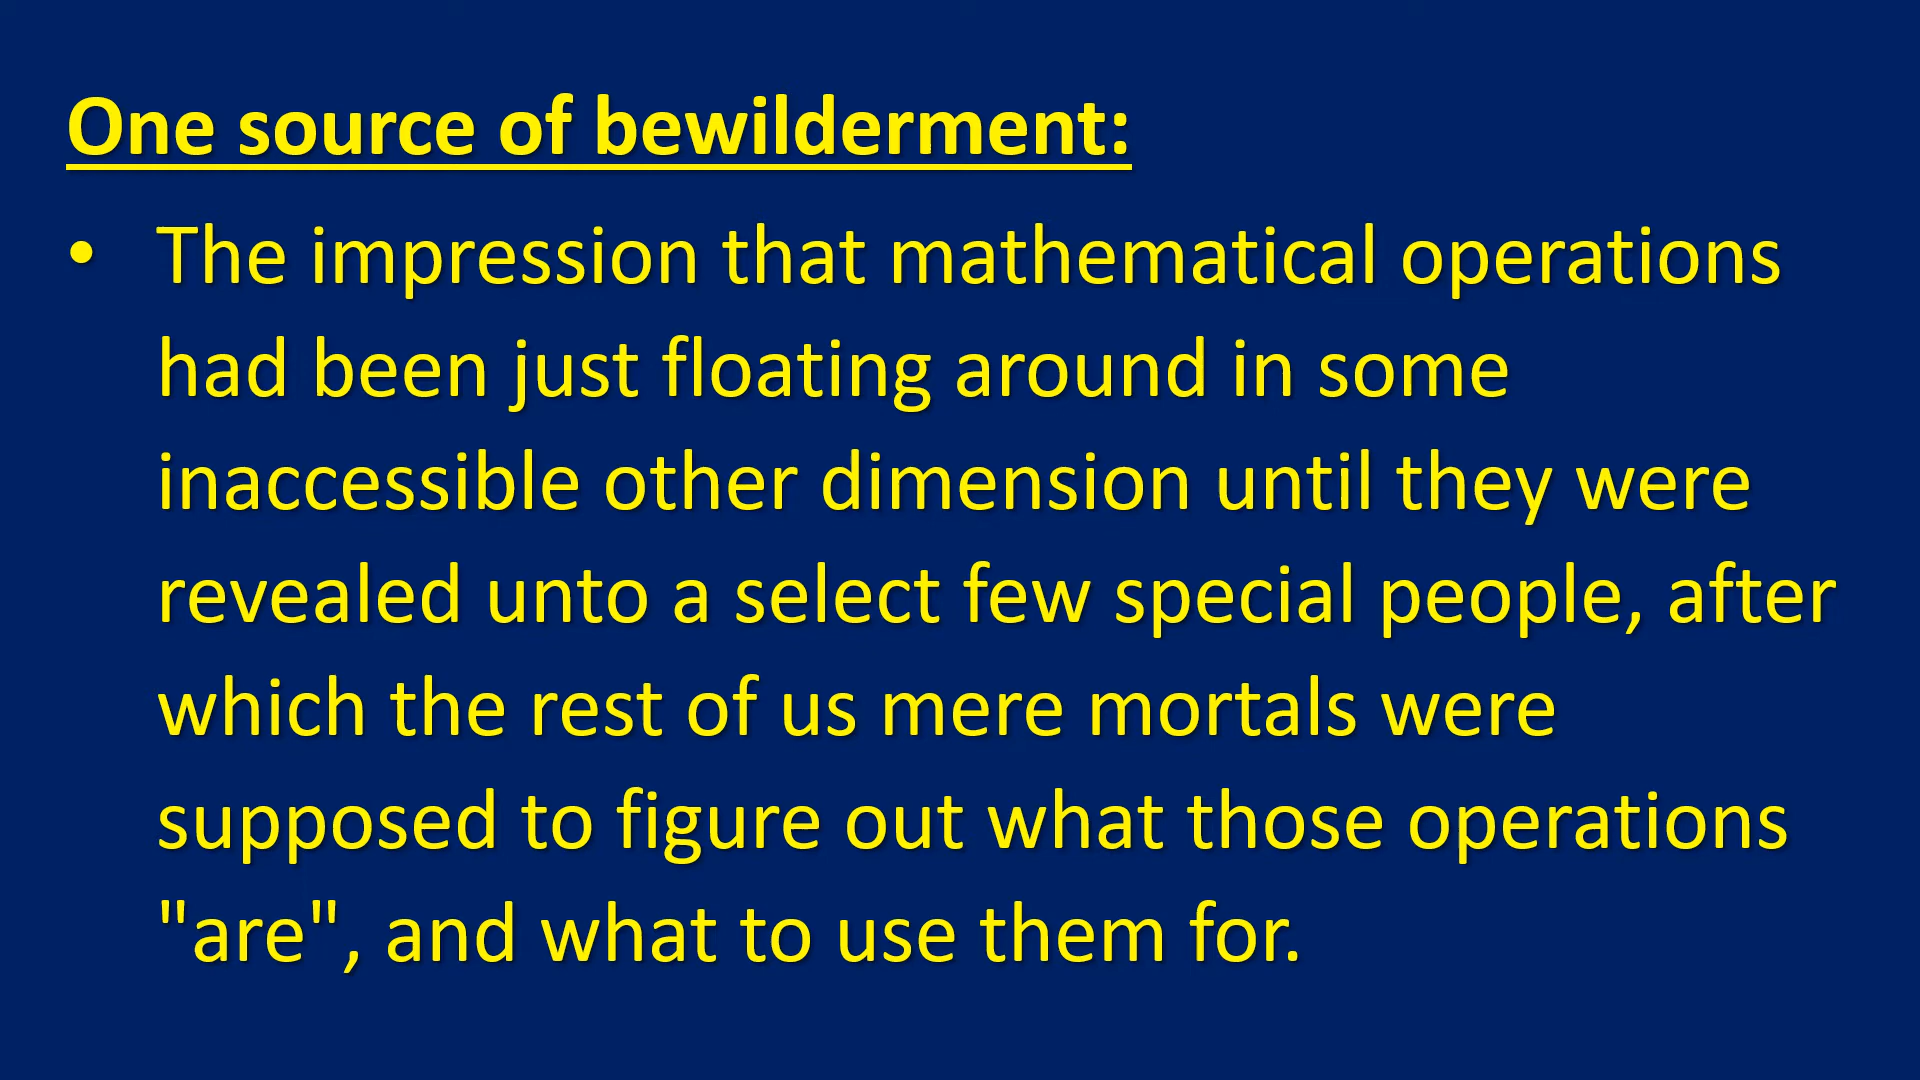 One source of bewilderment:
• The impression that mathematical operations
had been just floating around in some
inaccessible other dimension until they were
revealed unto a select few special people, after
which the rest of us mere mortals were
supposed to figure out what those operations
"are", and what to use them for.